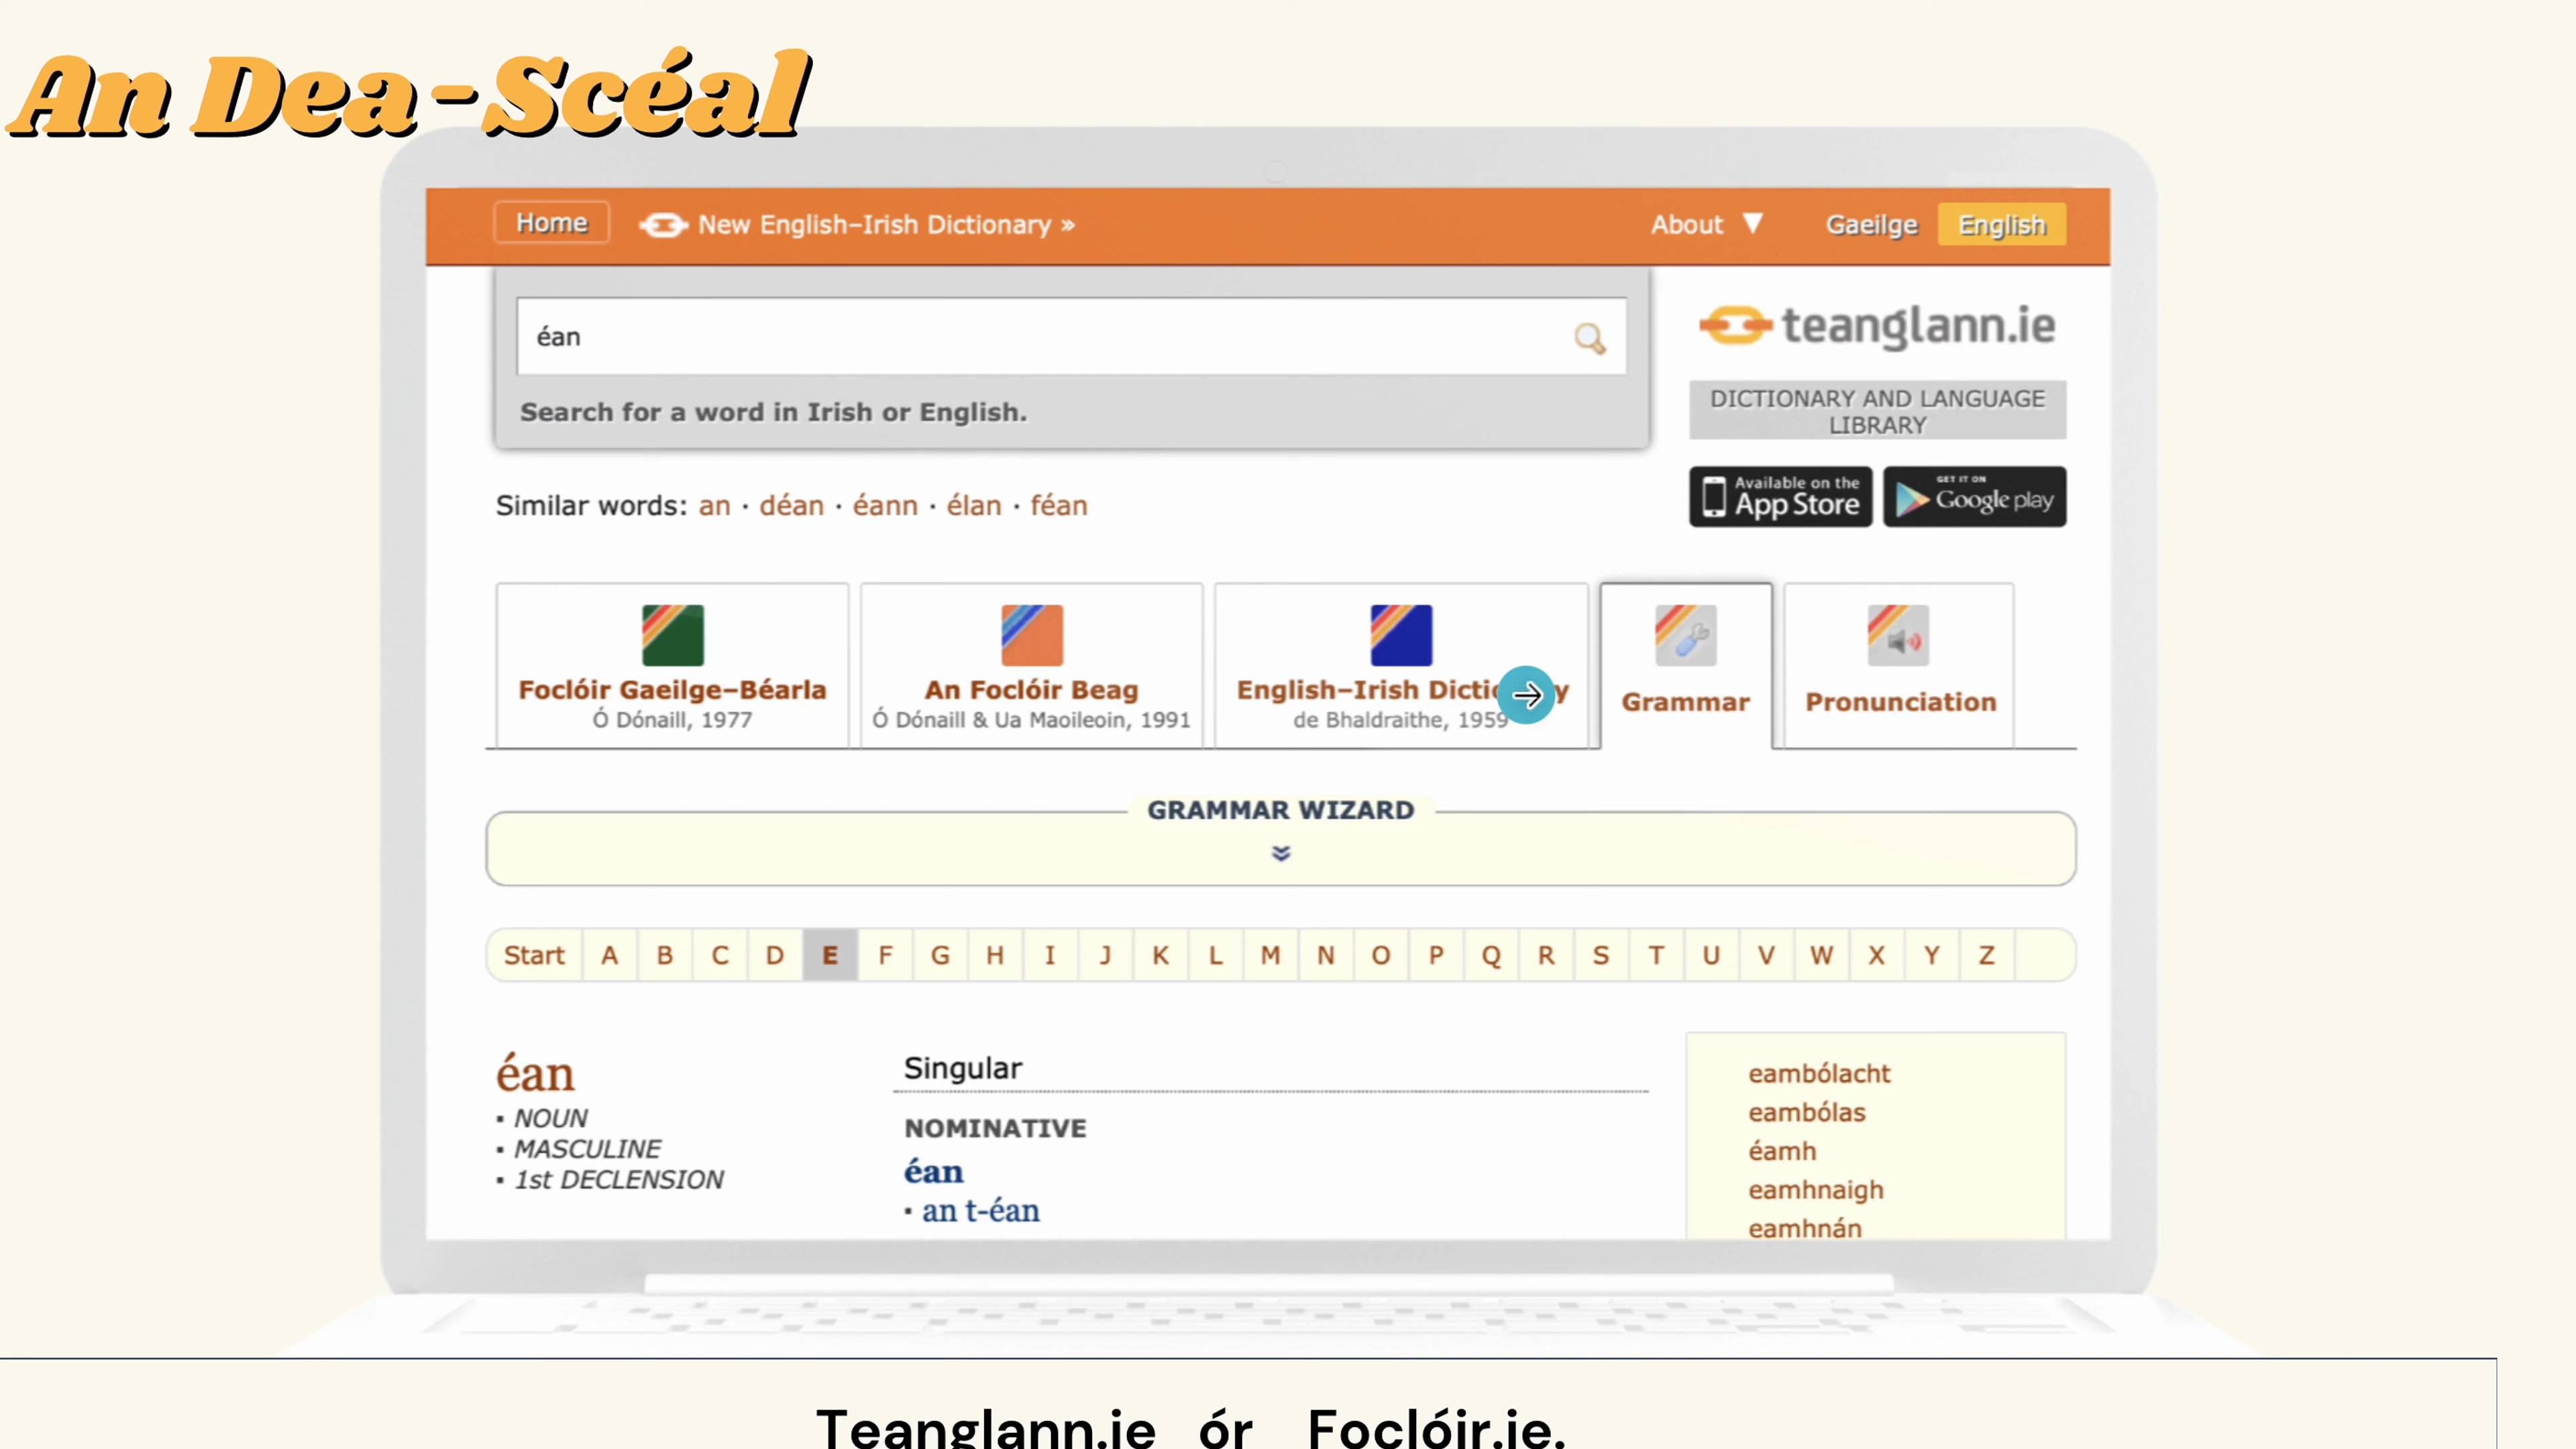 An Dea-Scéal
Home
New English–Irish Dictionary »
About ▼
Gaeilge
English
éan
Search for a word in Irish or English.
teanglann.ie
DICTIONARY AND LANGUAGE
LIBRARY
Available on the
App Store
GET IT ON
Google play
Similar words: an · déan · éann · élan · féan
Foclóir Gaeilge–Béarla
Ó Dónaill, 1977
An Foclóir Beag
Ó Dónaill & Ua Maoileoin, 1991
English–Irish
de Bhaldraithe, 1959
Grammar
Pronunciation
GRAMMAR WIZARD
Start A B C D E F G H I J K L M N O P Q R S T U V W X Y Z
éan
▪ NOUN
▪ MASCULINE
▪ 1st DECLENSION
Singular
NOMINATIVE
éan
▪ an t-éan
eambólacht
eambólas
éamh
eamhnaigh
eamhnán
Teanglann.ie ór Foclóir.ie.